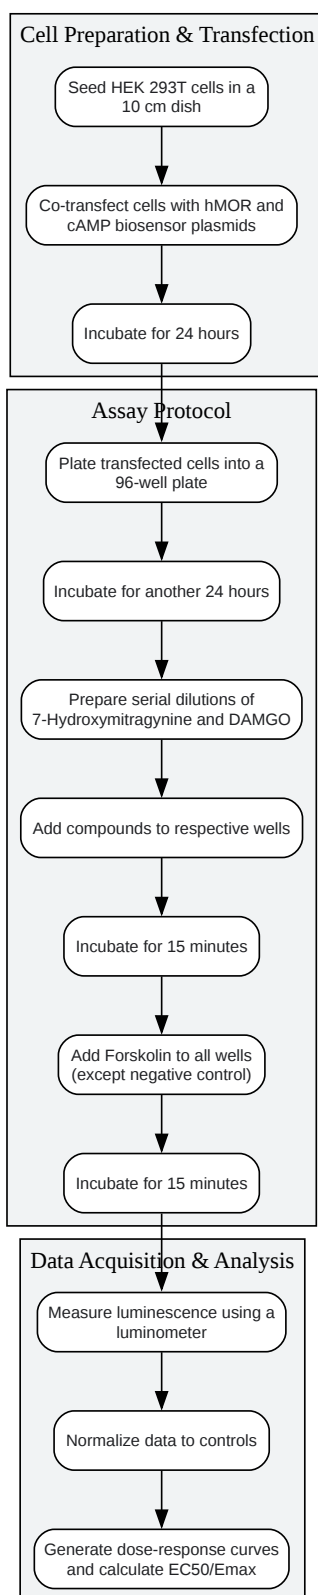 Cell Preparation & Transfection
Seed HEK 293T cells in a
10 cm dish
Co-transfect cells with hMOR and
cAMP biosensor plasmids
Incubate for 24 hours
Assay Protocol
Plate transfected cells into a
96-well plate
Incubate for another 24 hours
Prepare serial dilutions of
7-Hydroxymitragynine and DAMGO
Add compounds to respective wells
Incubate for 15 minutes
Add Forskolin to all wells
(except negative control)
Incubate for 15 minutes
Data Acquisition & Analysis
Measure luminescence using a
luminometer
Normalize data to controls
Generate dose-response curves
and calculate EC50/Emax